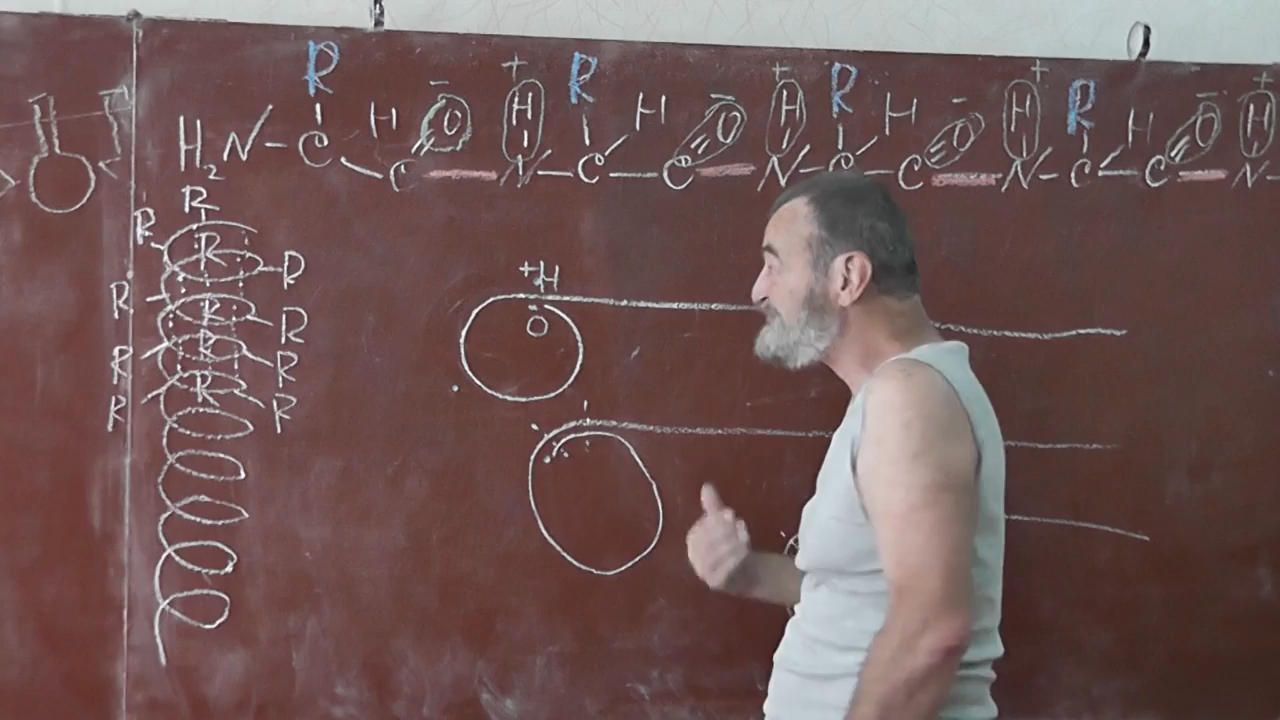 R + R + R + R +
H₂N - C H C = O - N H - C H C = O - N H - C H C = O - N H - C H C = O - N H -
R
R R
R R
R R R
R R R
R R R
+H
- O